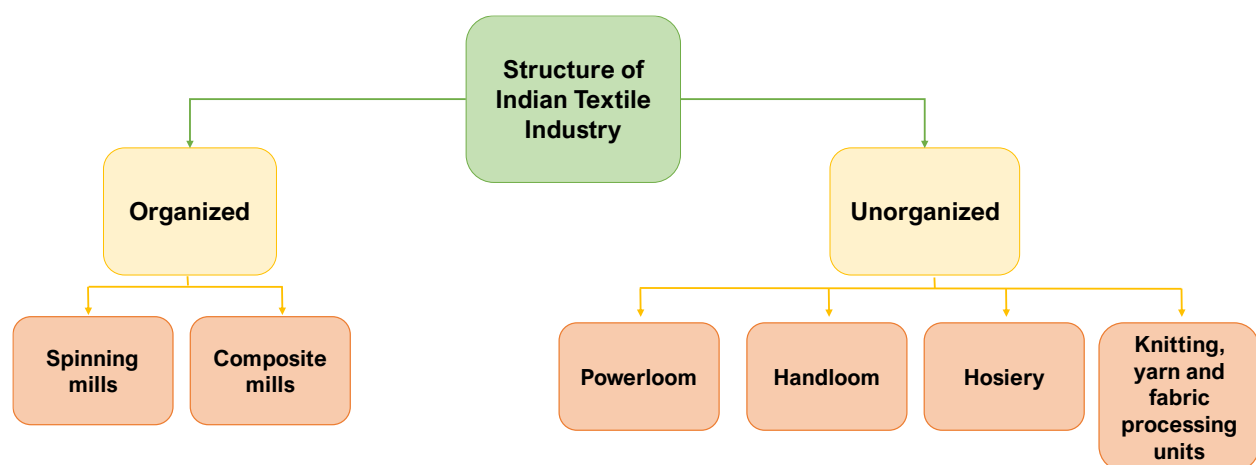 Structure of
Indian Textile
Industry
Organized
Unorganized
Spinning
mills
Composite
mills
Powerloom
Handloom
Hosiery
Knitting,
yarn and
fabric
processing
units